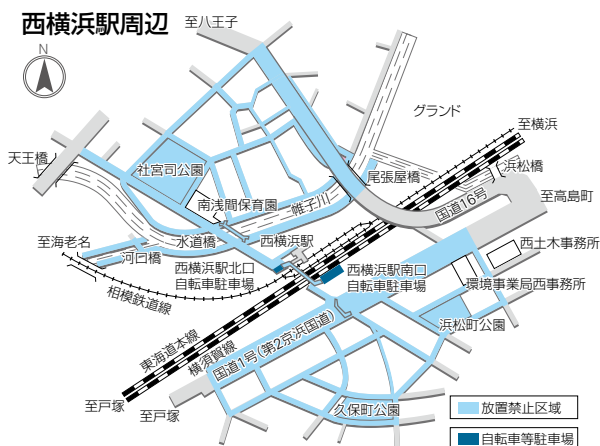 西横浜駅周辺
至八王子
N
グランド
至横浜
天王橋
社宮司公園
尾張屋橋
浜松橋
南浅間保育園
帷子川
国道16号
至高島町
至海老名
水道橋
西横浜駅
河口橋
西横浜駅北口
自転車駐車場
西横浜駅南口
自転車駐車場
西土木事務所
環境事業局西事務所
相模鉄道線
浜松町公園
東海道本線
横須賀線
国道1号(第2京浜国道)
至戸塚
至戸塚
久保町公園
放置禁止区域
自転車等駐車場